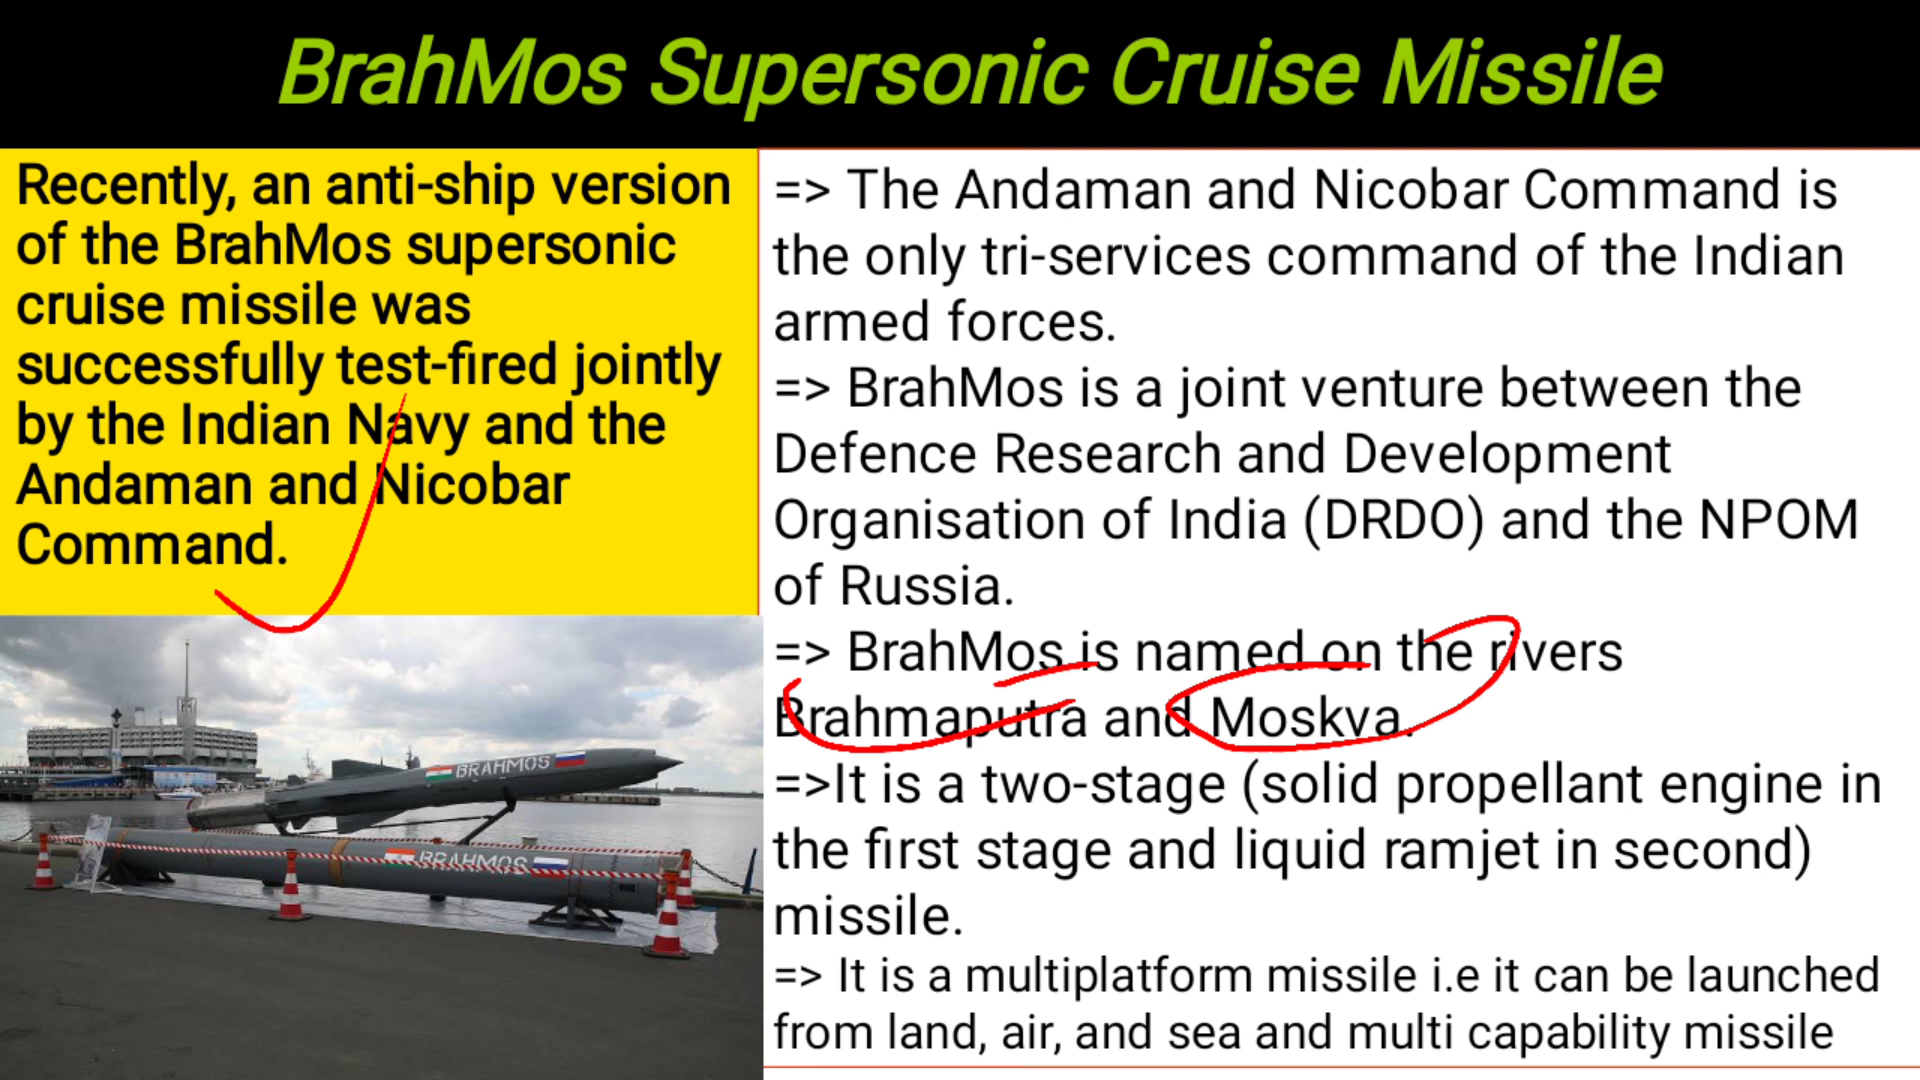 BrahMos Supersonic Cruise Missile
Recently, an anti-ship version
of the BrahMos supersonic
cruise missile was
successfully test-fired jointly
by the Indian Navy and the
Andaman and Nicobar
Command.
=> The Andaman and Nicobar Command is
the only tri-services command of the Indian
armed forces.
=> BrahMos is a joint venture between the
Defence Research and Development
Organisation of India (DRDO) and the NPOM
of Russia.
=> BrahMos is named on the rivers
Brahmaputra and Moskva.
=>It is a two-stage (solid propellant engine in
the first stage and liquid ramjet in second)
missile.
=> It is a multiplatform missile i.e it can be launched
from land, air, and sea and multi capability missile
BRAHMOS
BRAHMOS